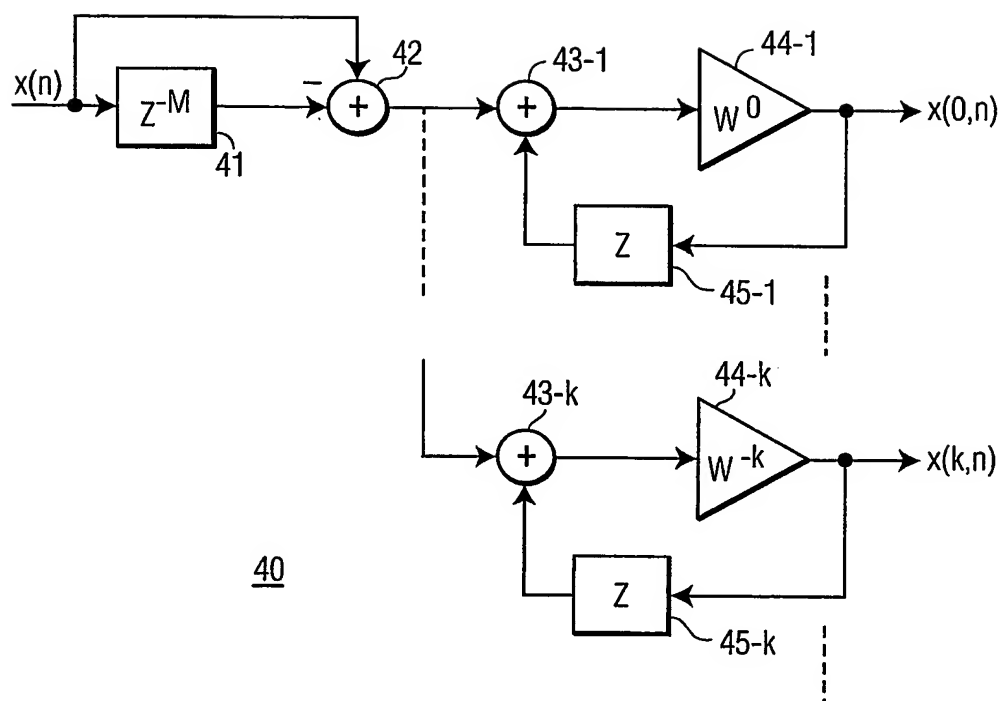 42
43-1
44-1
x(n)
Z^-M
−
+
+
W^0
x(0,n)
41
Z
45-1
43-k
44-k
+
W^-k
x(k,n)
40
Z
45-k